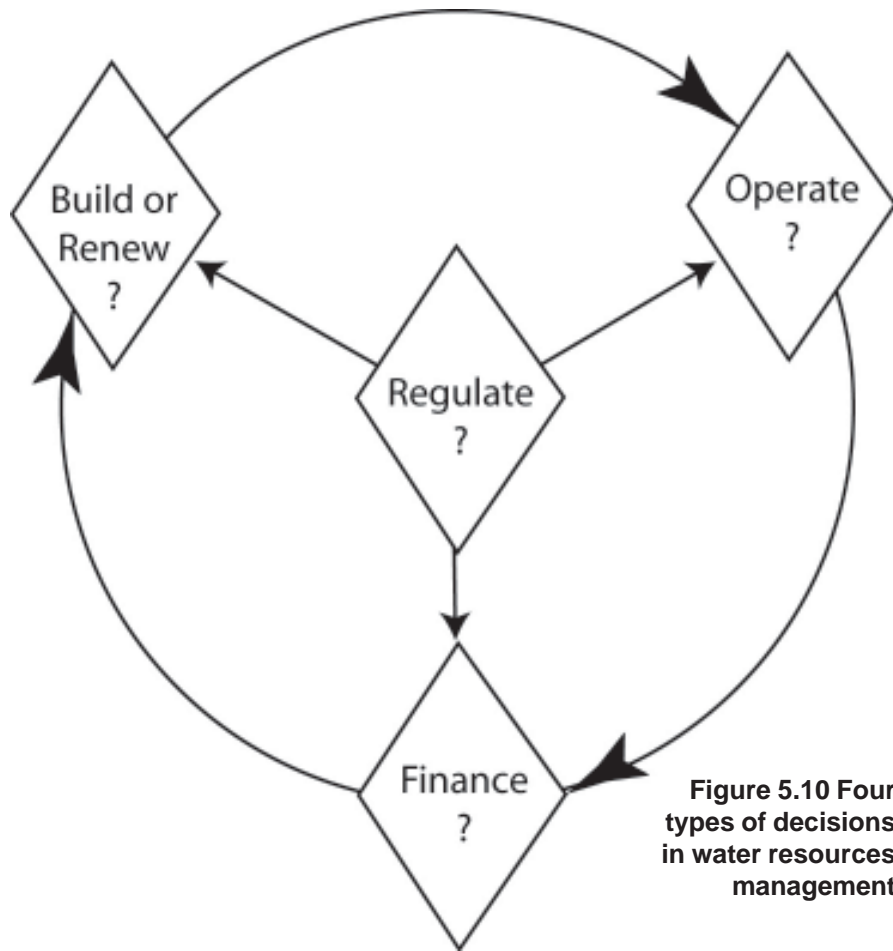 Build or
Renew
?
Operate
?
Regulate
?
Finance
?
Figure 5.10 Four
types of decisions
in water resources
management